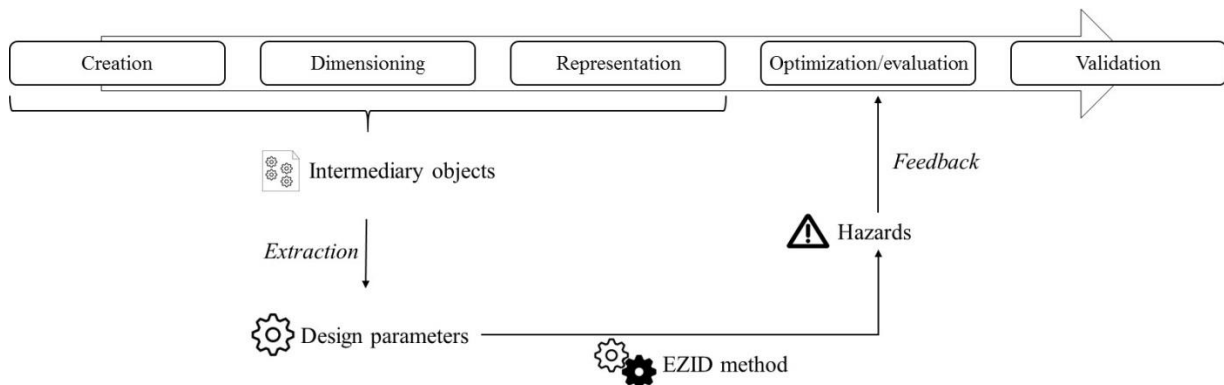 Creation
Dimensioning
Representation
Optimization/evaluation
Validation
Intermediary objects
Feedback
Hazards
Extraction
Design parameters
EZID method